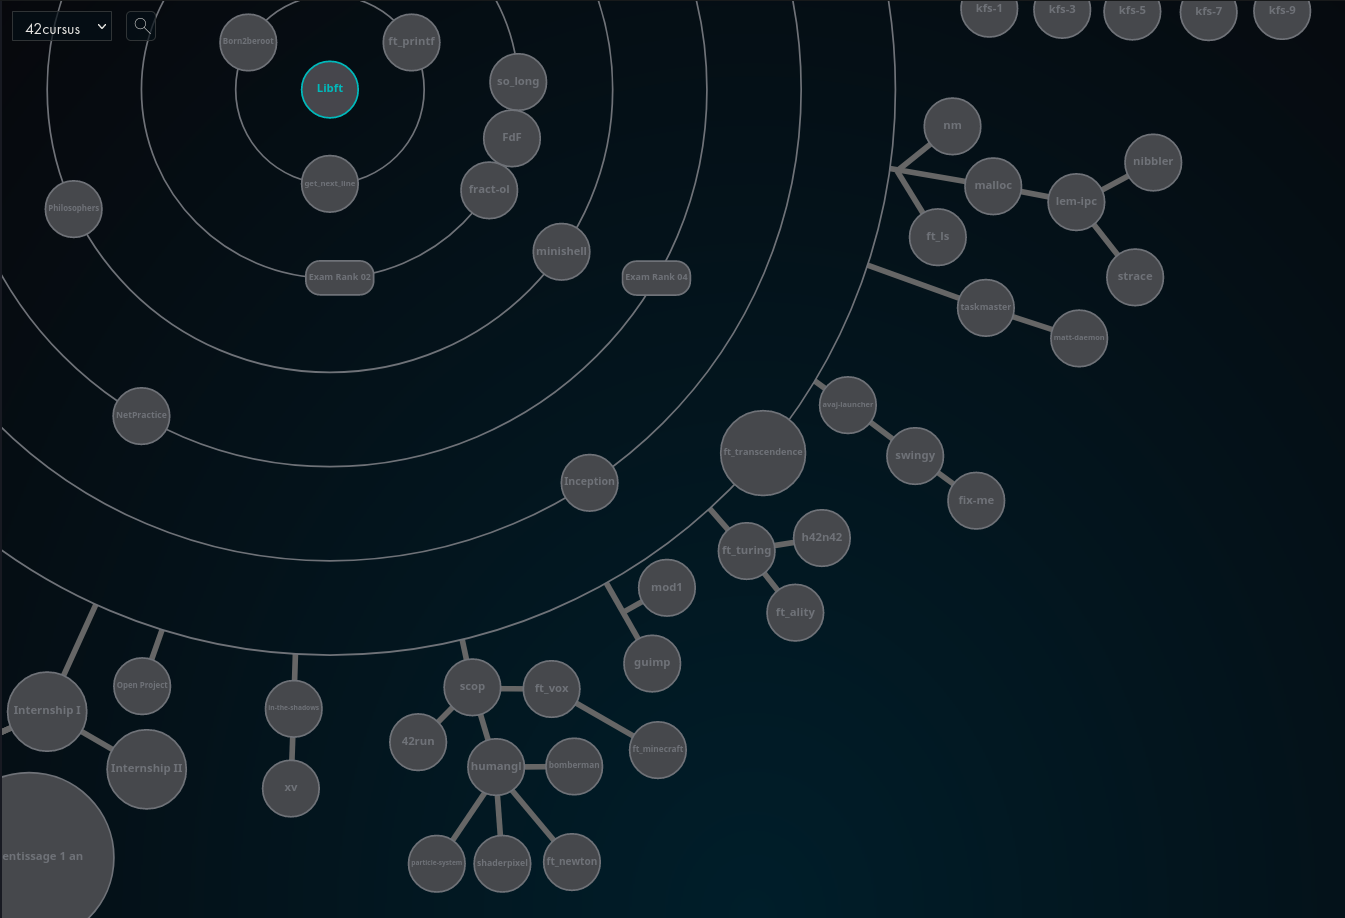 42cursus
kfs-1
kfs-3
kfs-5
kfs-7
kfs-9
Born2beroot
ft_printf
Libft
so_long
FdF
get_next_line
fract-ol
Philosophers
minishell
Exam Rank 02
Exam Rank 04
nm
nibbler
malloc
lem-ipc
ft_ls
strace
taskmaster
matt-daemon
NetPractice
avaj-launcher
ft_transcendence
swingy
Inception
fix-me
ft_turing
h42n42
mod1
ft_ality
guimp
Internship I
Open Project
in-the-shadows
scop
ft_vox
42run
ft_minecraft
Internship II
humangl
bomberman
xv
entissage 1 an
particle-system
shaderpixel
ft_newton